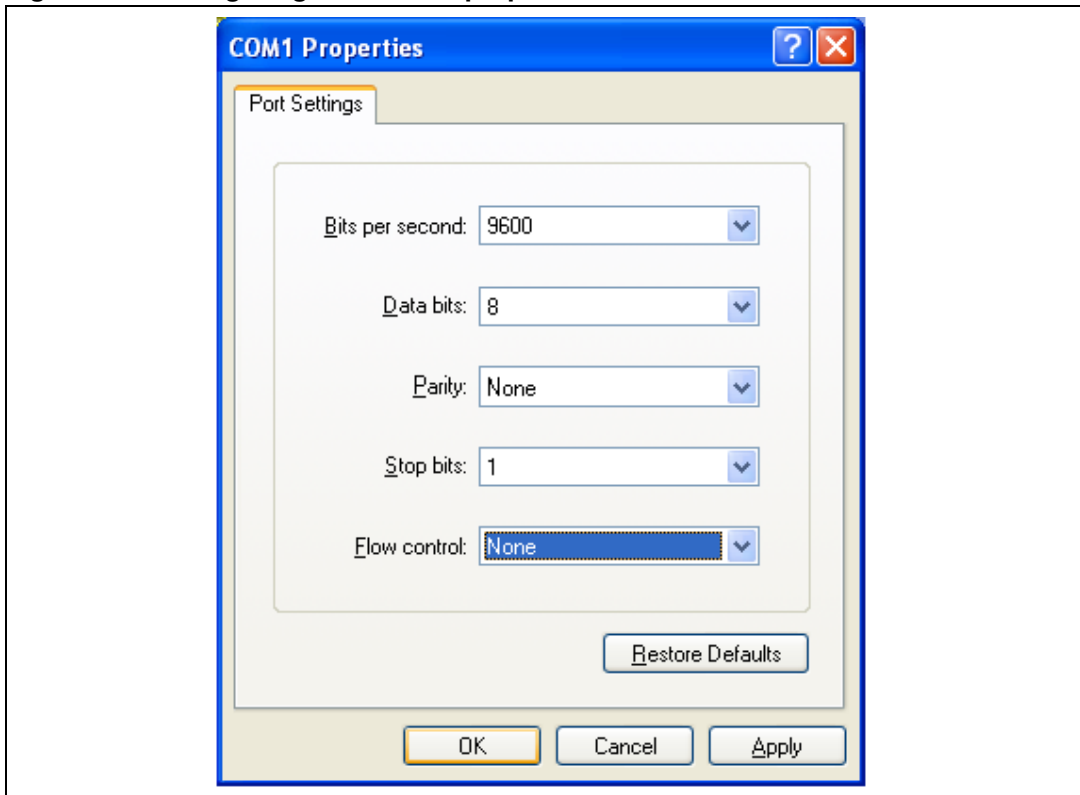 COM1 Properties
Port Settings
Bits per second: 9600
Data bits: 8
Parity: None
Stop bits: 1
Flow control: None
Restore Defaults
OK Cancel Apply